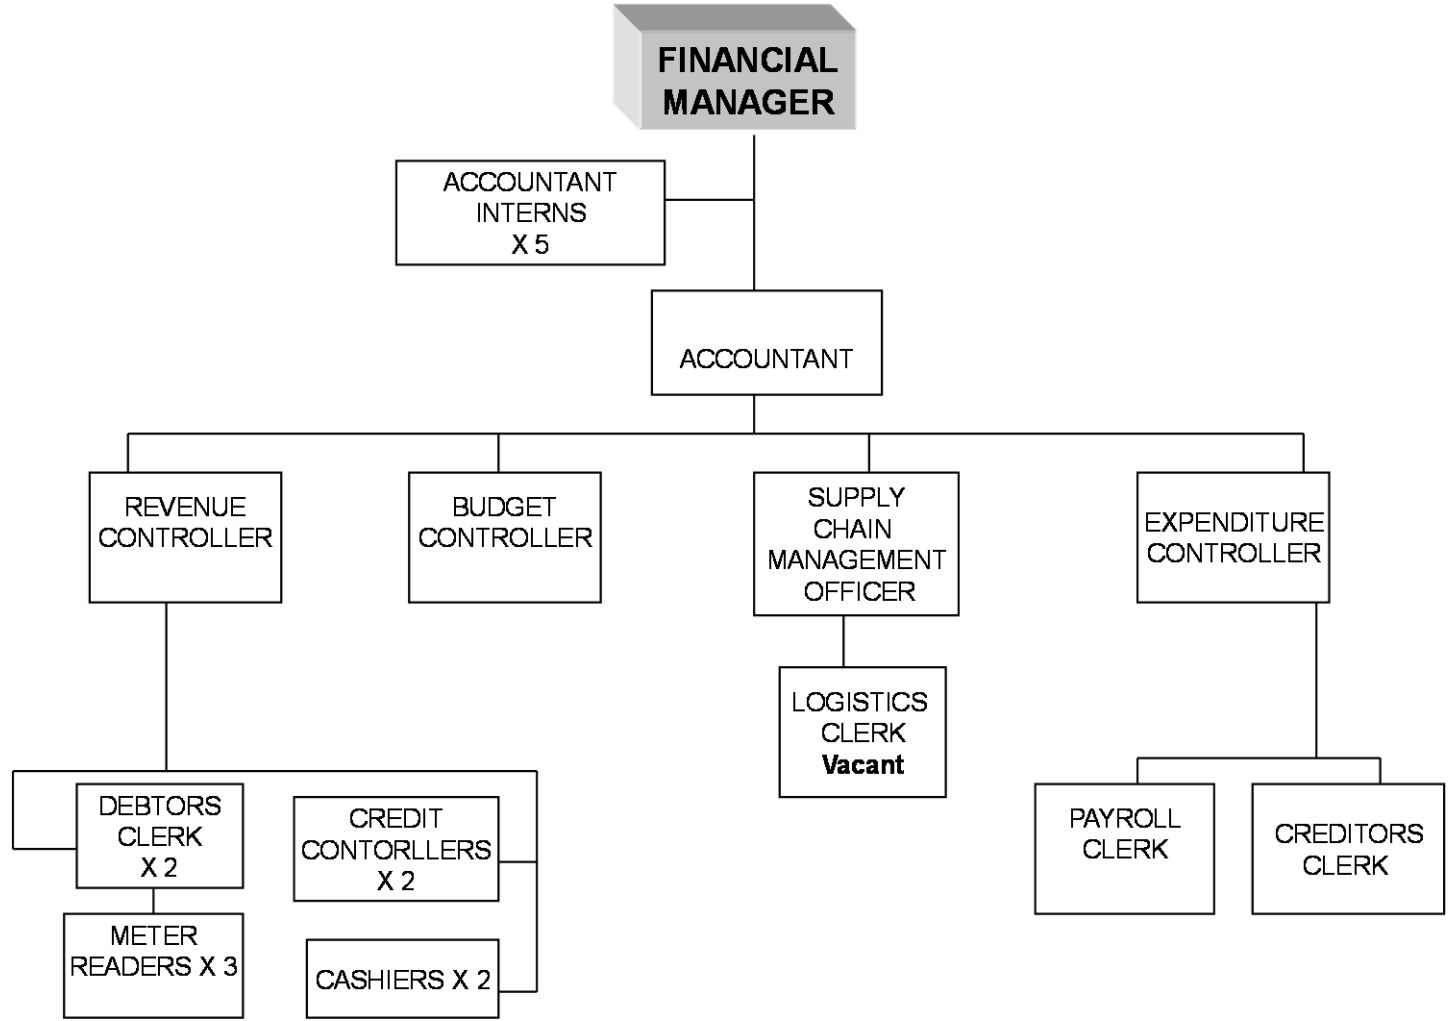 FINANCIAL
MANAGER
ACCOUNTANT
INTERNS
X 5
ACCOUNTANT
REVENUE
CONTROLLER
BUDGET
CONTROLLER
SUPPLY
CHAIN
MANAGEMENT
OFFICER
EXPENDITURE
CONTROLLER
LOGISTICS
CLERK
Vacant
DEBTORS
CLERK
X 2
CREDIT
CONTORLLERS
X 2
PAYROLL
CLERK
CREDITORS
CLERK
METER
READERS X 3
CASHIERS X 2